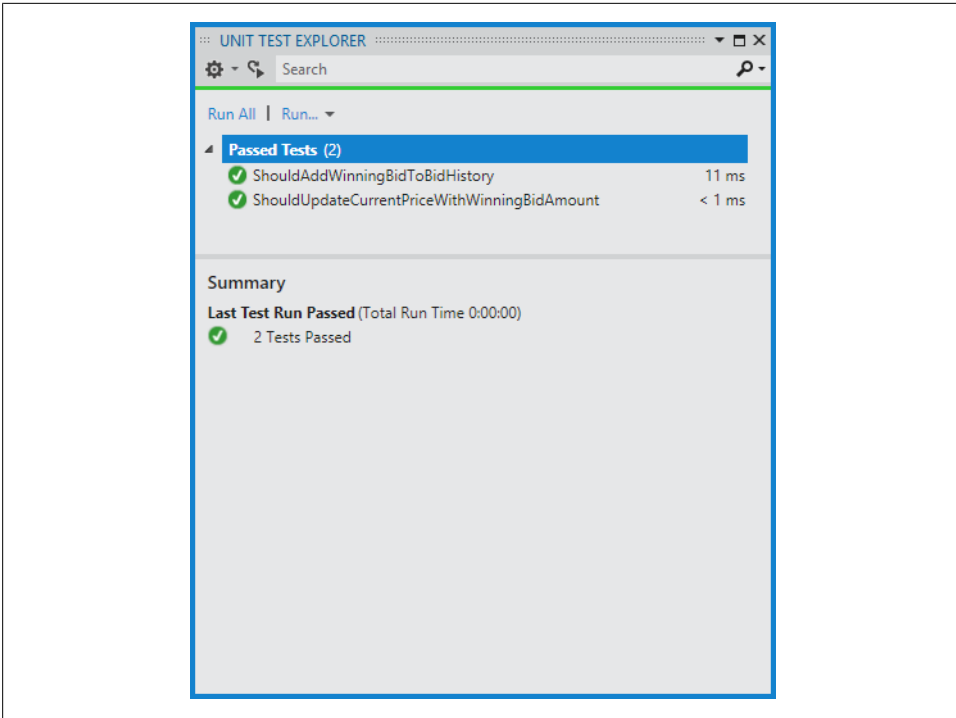 UNIT TEST EXPLORER
Search
Run All | Run...
Passed Tests (2)
ShouldAddWinningBidToBidHistory 11 ms
ShouldUpdateCurrentPriceWithWinningBidAmount < 1 ms
Summary
Last Test Run Passed (Total Run Time 0:00:00)
2 Tests Passed